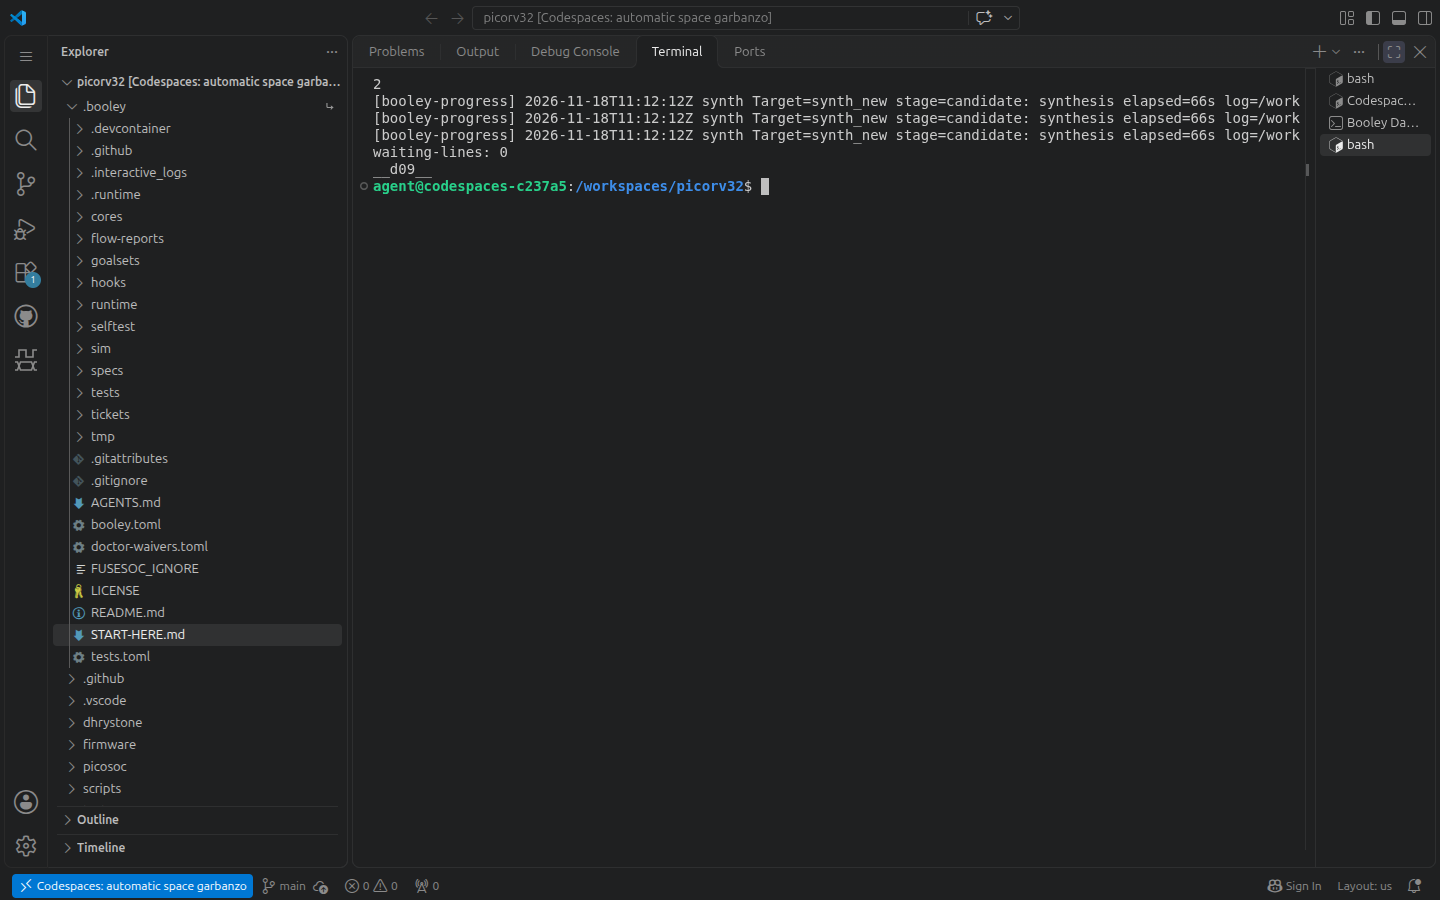 picorv32 [Codespaces: automatic space garbanzo]
Explorer
picorv32 [Codespaces: automatic space garba...
.booley
.devcontainer
.github
.interactive_logs
.runtime
cores
flow-reports
goalsets
hooks
runtime
selftest
sim
specs
tests
tickets
tmp
.gitattributes
.gitignore
AGENTS.md
booley.toml
doctor-waivers.toml
FUSESOC_IGNORE
LICENSE
README.md
START-HERE.md
tests.toml
.github
.vscode
dhrystone
firmware
picosoc
scripts
Outline
Timeline
1
Problems
Output
Debug Console
Terminal
Ports
2
[booley-progress] 2026-11-18T11:12:12Z synth Target=synth_new stage=candidate: synthesis elapsed=66s log=/work
[booley-progress] 2026-11-18T11:12:12Z synth Target=synth_new stage=candidate: synthesis elapsed=66s log=/work
[booley-progress] 2026-11-18T11:12:12Z synth Target=synth_new stage=candidate: synthesis elapsed=66s log=/work
waiting-lines: 0
__d09__
agent@codespaces-c237a5:/workspaces/picorv32$
bash
Codespac...
Booley Da...
bash
Codespaces: automatic space garbanzo
main
0
0
0
Sign In
Layout: us